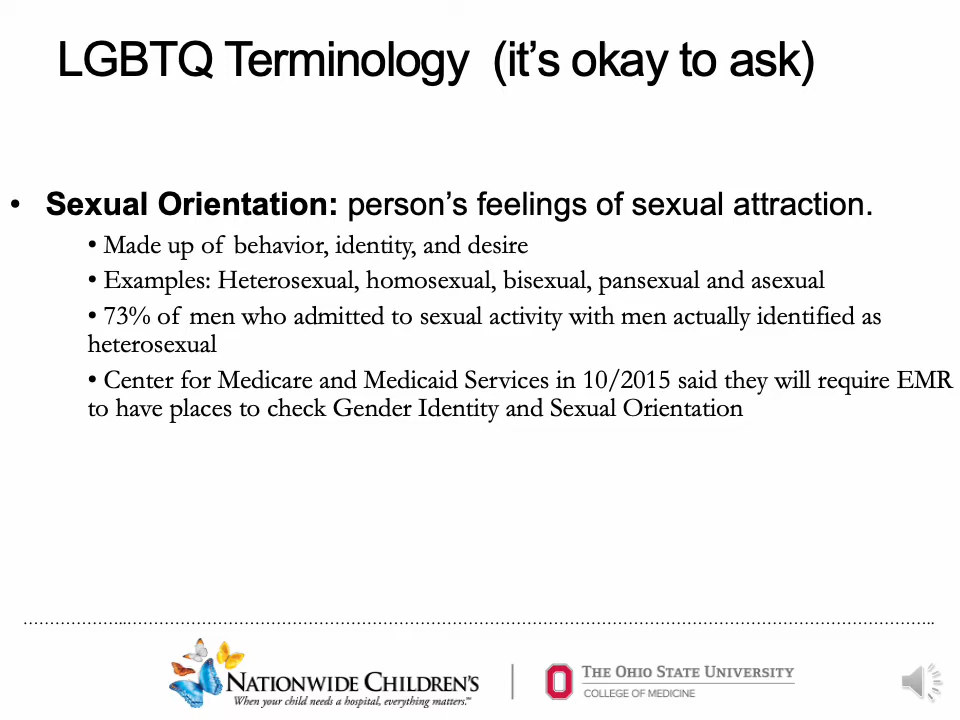 LGBTQ Terminology  (it's okay to ask)
• Sexual Orientation: person's feelings of sexual attraction.
• Made up of behavior, identity, and desire
• Examples: Heterosexual, homosexual, bisexual, pansexual and asexual
• 73% of men who admitted to sexual activity with men actually identified as
heterosexual
• Center for Medicare and Medicaid Services in 10/2015 said they will require EMR
to have places to check Gender Identity and Sexual Orientation
NATIONWIDE CHILDREN'S
When your child needs a hospital, everything matters.™
THE OHIO STATE UNIVERSITY
COLLEGE OF MEDICINE